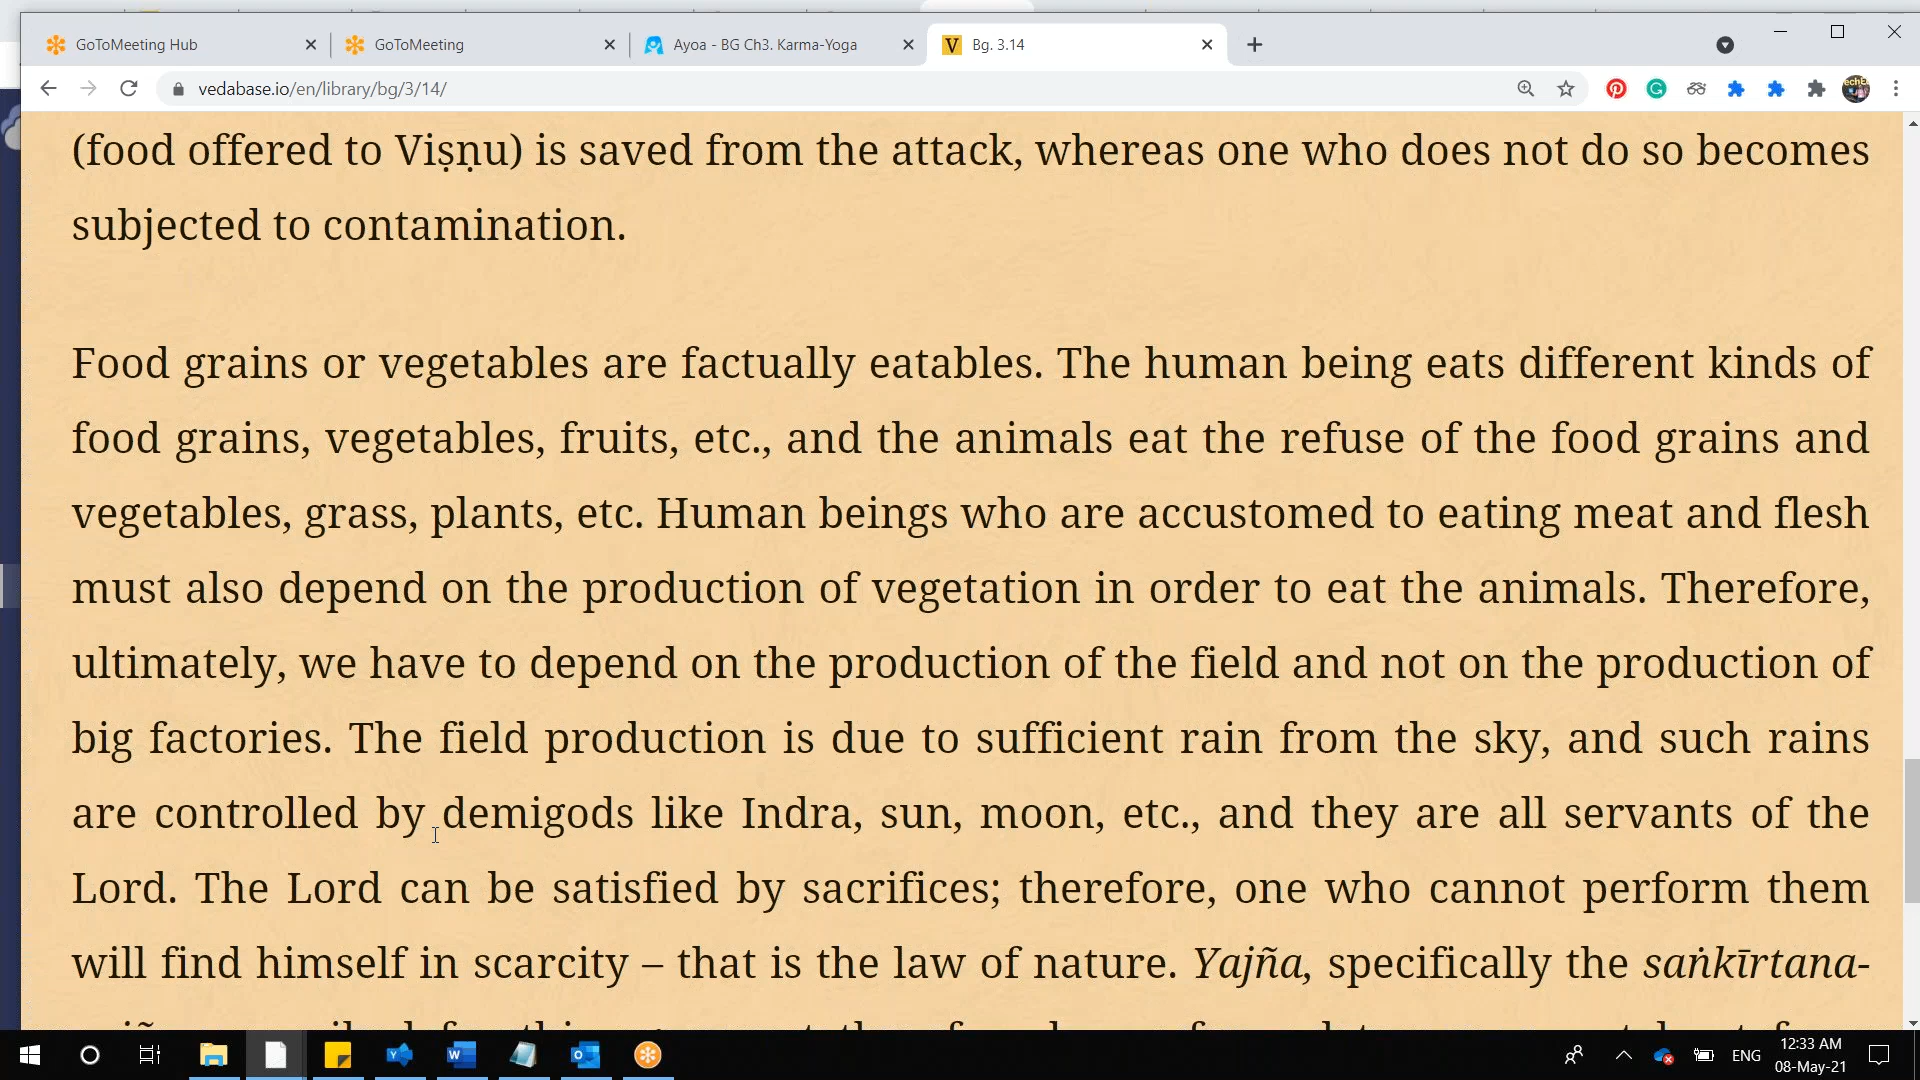 GoToMeeting Hub
GoToMeeting
Ayoa - BG Ch3. Karma-Yoga
Bg. 3.14
vedabase.io/en/library/bg/3/14/
(food offered to Viṣṇu) is saved from the attack, whereas one who does not do so becomes
subjected to contamination.
Food grains or vegetables are factually eatables. The human being eats different kinds of
food grains, vegetables, fruits, etc., and the animals eat the refuse of the food grains and
vegetables, grass, plants, etc. Human beings who are accustomed to eating meat and flesh
must also depend on the production of vegetation in order to eat the animals. Therefore,
ultimately, we have to depend on the production of the field and not on the production of
big factories. The field production is due to sufficient rain from the sky, and such rains
are controlled by demigods like Indra, sun, moon, etc., and they are all servants of the
Lord. The Lord can be satisfied by sacrifices; therefore, one who cannot perform them
will find himself in scarcity – that is the law of nature. Yajña, specifically the saṅkīrtana-
ENG
12:33 AM
08-May-21